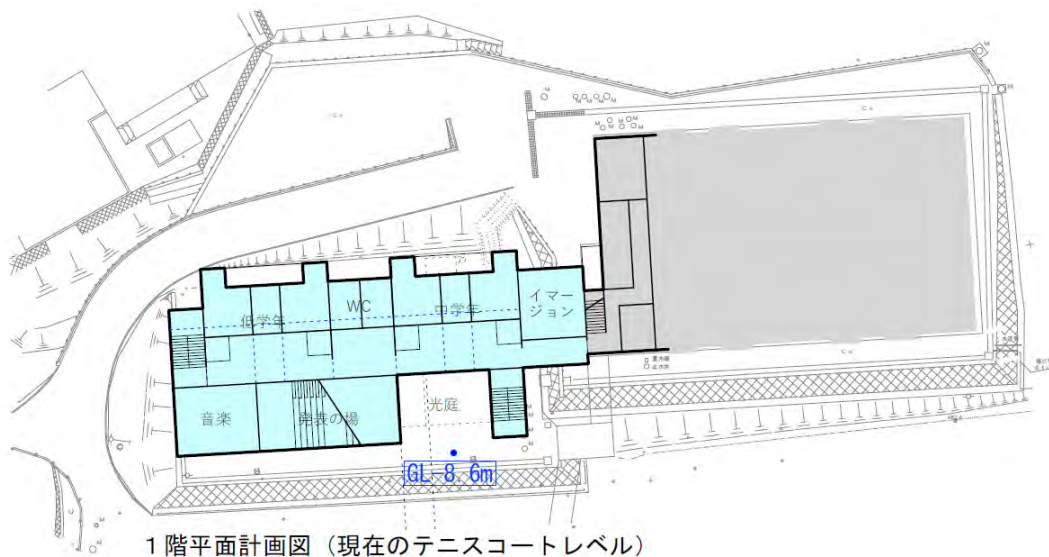 低学年
WC
中学年
イマー
ジョン
音楽
発表の場
光庭
GL-8.6m
1階平面計画図（現在のテニスコートレベル）